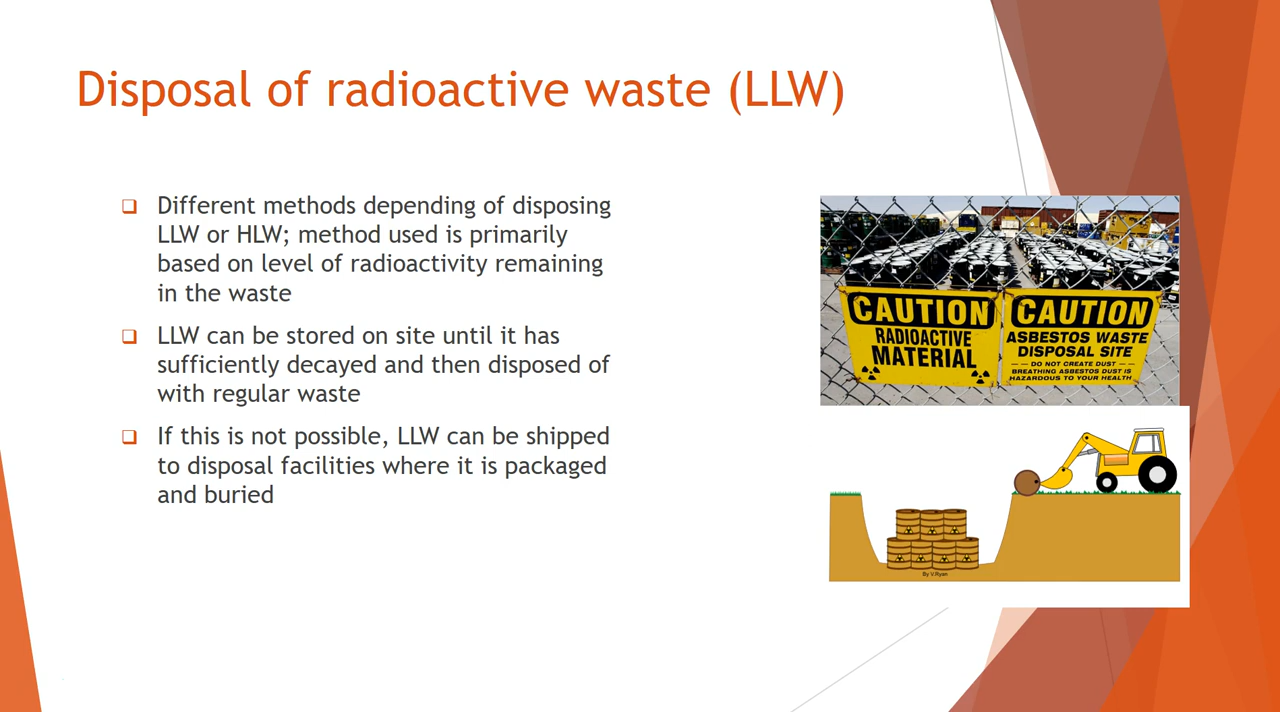 Disposal of radioactive waste (LLW)
❑ Different methods depending of disposing
LLW or HLW; method used is primarily
based on level of radioactivity remaining
in the waste
❑ LLW can be stored on site until it has
sufficiently decayed and then disposed of
with regular waste
❑ If this is not possible, LLW can be shipped
to disposal facilities where it is packaged
and buried
CAUTION
RADIOACTIVE
MATERIAL
CAUTION
ASBESTOS WASTE
DISPOSAL SITE
— — DO NOT CREATE DUST — —
BREATHING ASBESTOS DUST IS
HAZARDOUS TO YOUR HEALTH
By V.Ryan